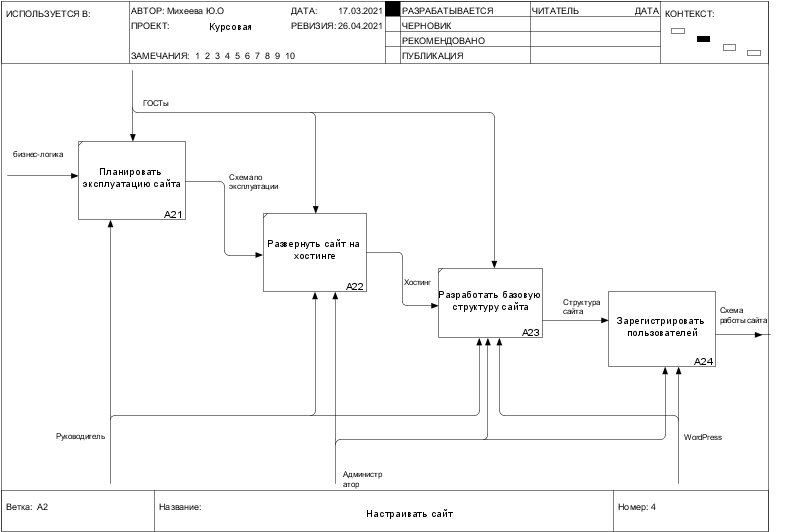 ИСПОЛЬЗУЕТСЯ В:
АВТОР: Михеева Ю.О
ДАТА: 17.03.2021
РАЗРАБАТЫВАЕТСЯ
ЧИТАТЕЛЬ
ДАТА
КОНТЕКСТ:
ПРОЕКТ: Курсовая
РЕВИЗИЯ: 26.04.2021
ЧЕРНОВИК
РЕКОМЕНДОВАНО
ЗАМЕЧАНИЯ: 1 2 3 4 5 6 7 8 9 10
ПУБЛИКАЦИЯ
ГОСТы
бизнес-логика
Планировать
эксплуатацию сайта
A21
Схема по
эксплуатации
Развернуть сайт на
хостинге
A22
Хостинг
Разработать базовую
структуру сайта
A23
Структура
сайта
Зарегистрировать
пользователей
A24
Схема
работы сайта
Руководитель
WordPress
Администр
атор
Ветка: A2
Название:
Настраивать сайт
Номер: 4